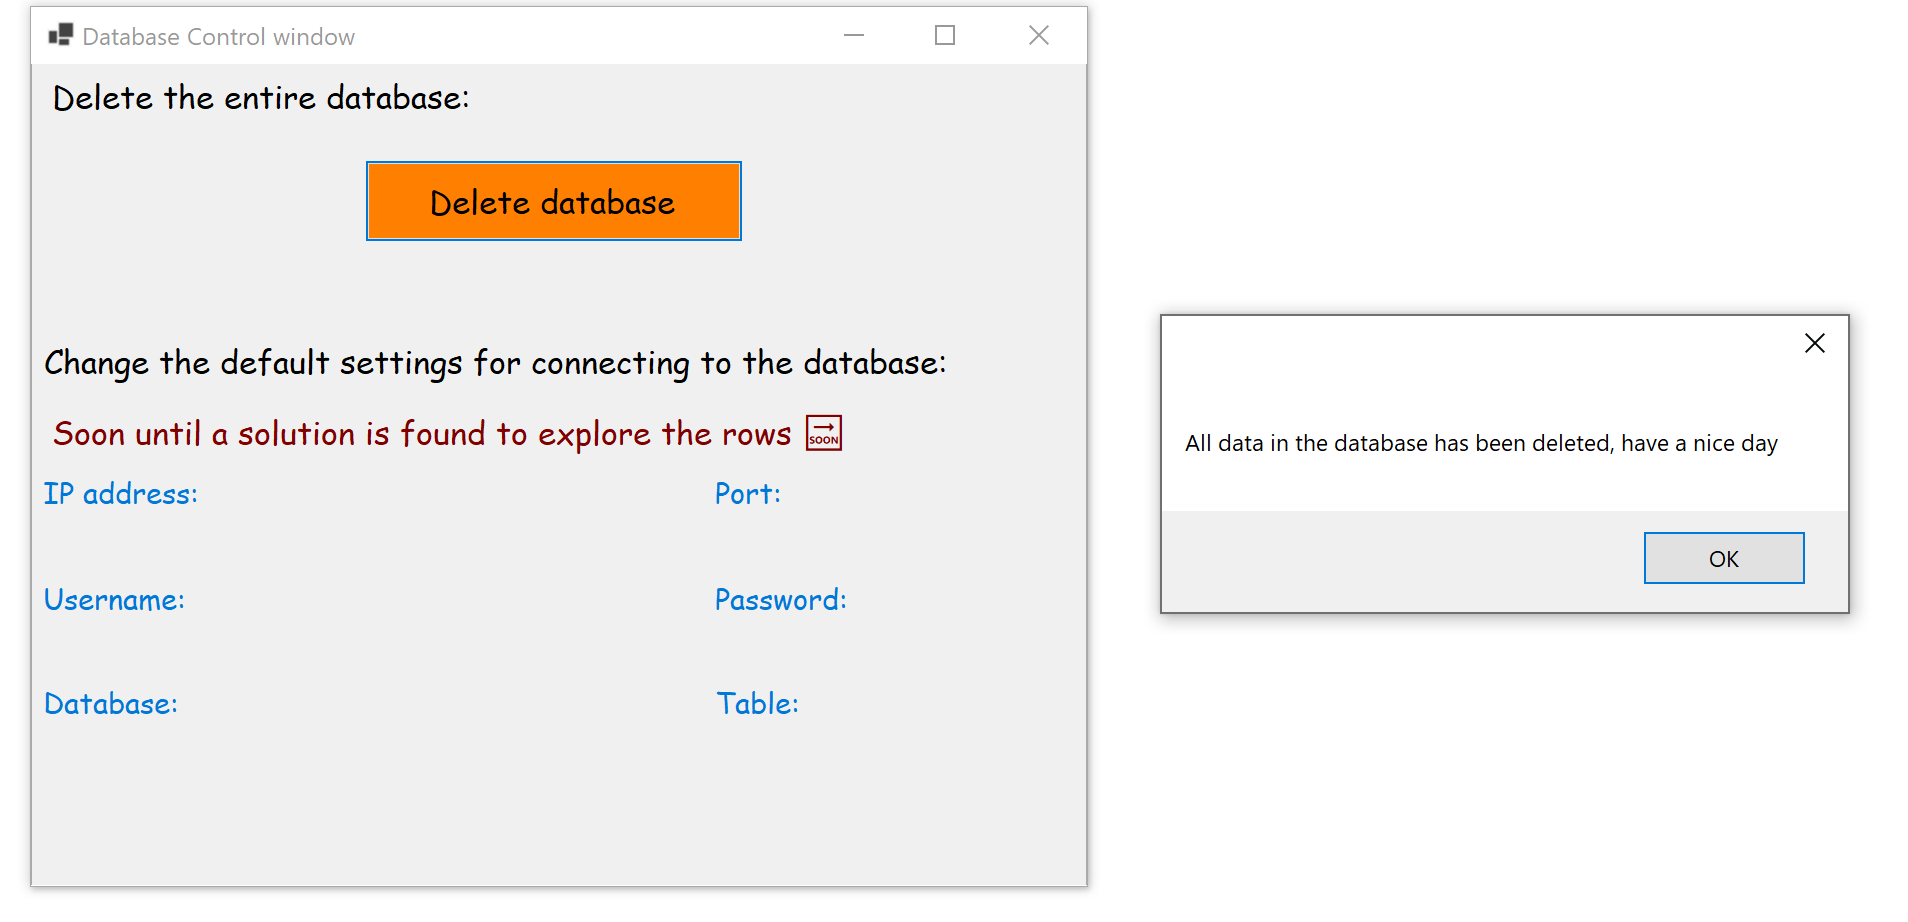 Database Control window
Delete the entire database:
Delete database
Change the default settings for connecting to the database:
Soon until a solution is found to explore the rows 🔜
IP address:
Port:
Username:
Password:
Database:
Table:
All data in the database has been deleted, have a nice day
OK